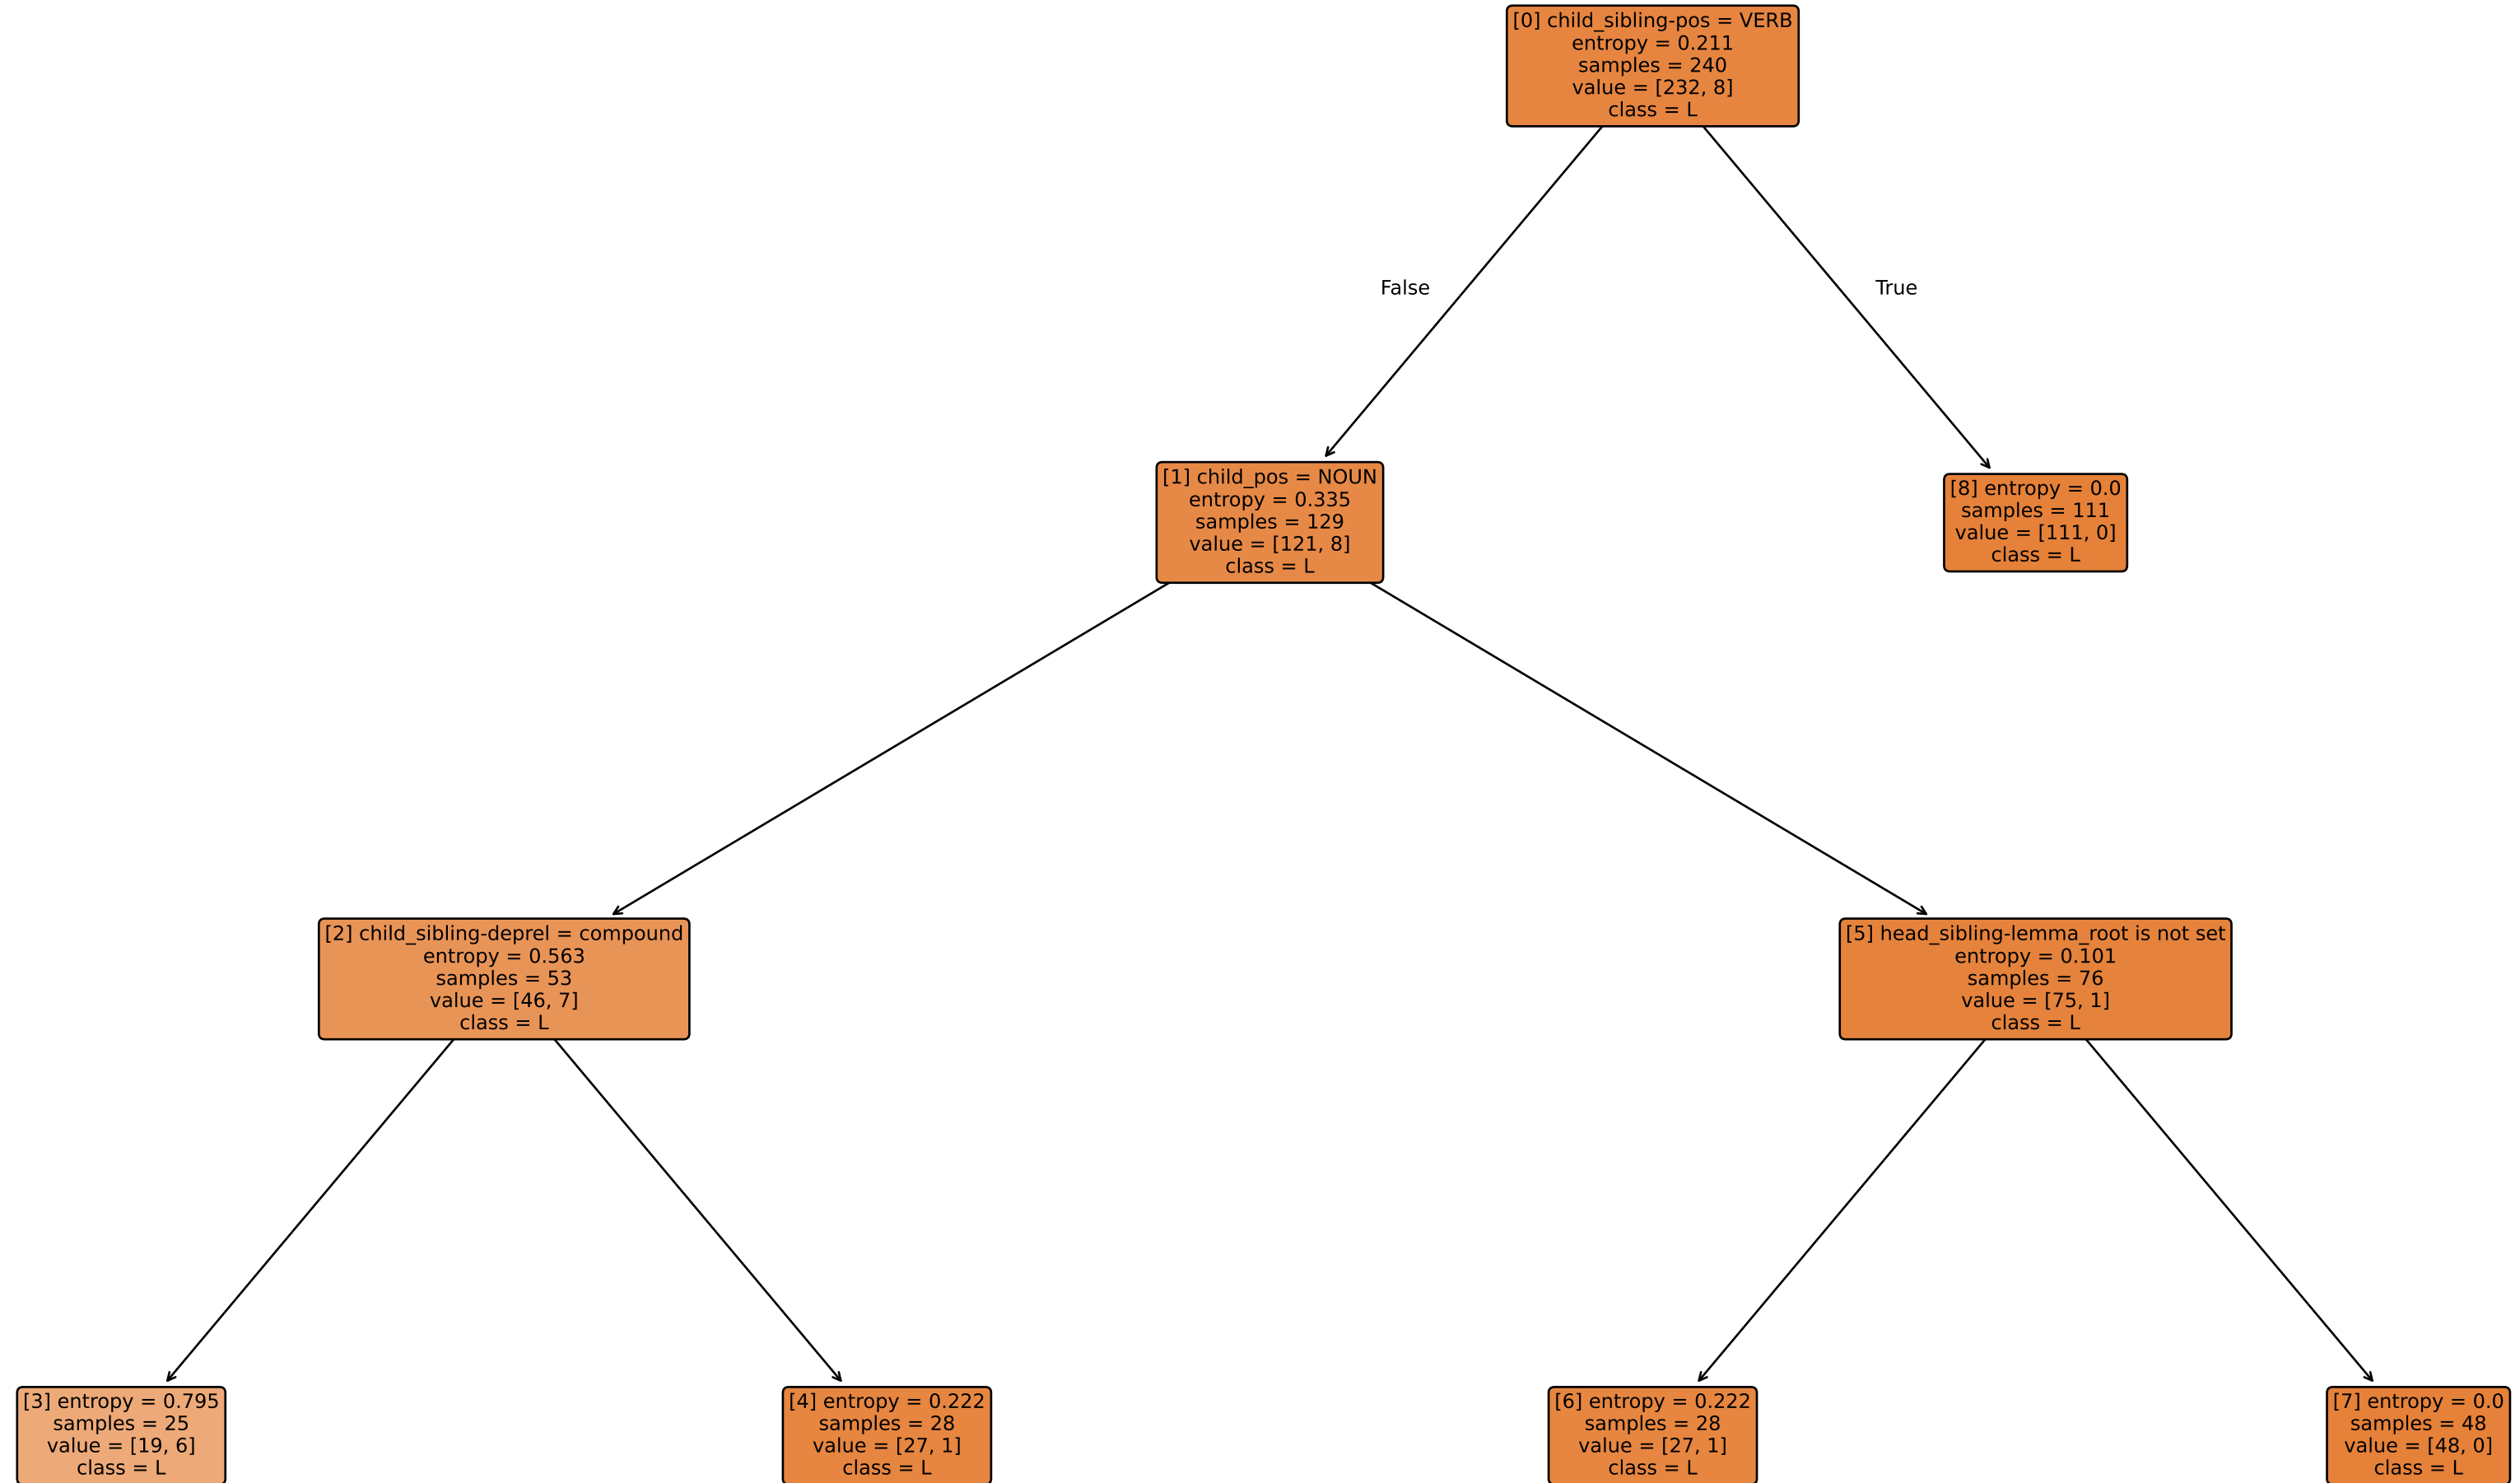 [0] child_sibling-pos = VERB
entropy = 0.211
samples = 240
value = [232, 8]
class = L
False
True
[1] child_pos = NOUN
entropy = 0.335
samples = 129
value = [121, 8]
class = L
[8] entropy = 0.0
samples = 111
value = [111, 0]
class = L
[2] child_sibling-deprel = compound
entropy = 0.563
samples = 53
value = [46, 7]
class = L
[5] head_sibling-lemma_root is not set
entropy = 0.101
samples = 76
value = [75, 1]
class = L
[3] entropy = 0.795
samples = 25
value = [19, 6]
class = L
[4] entropy = 0.222
samples = 28
value = [27, 1]
class = L
[6] entropy = 0.222
samples = 28
value = [27, 1]
class = L
[7] entropy = 0.0
samples = 48
value = [48, 0]
class = L